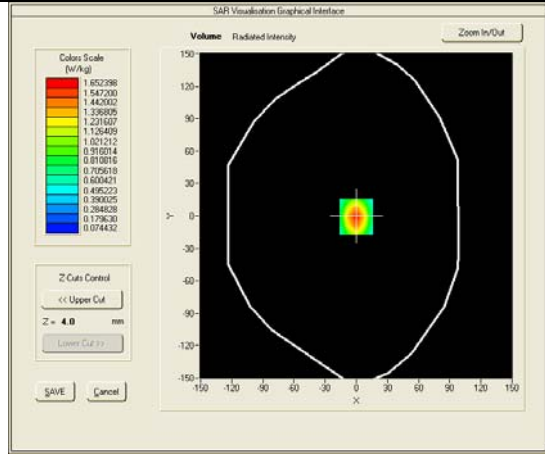 SAR Visualisation Graphical Interface
Volume Radiated Intensity
Zoom In/Out
Colors Scale
(W/kg)
1.652398
1.547200
1.442002
1.336805
1.231607
1.126409
1.021212
0.916014
0.810816
0.705618
0.600421
0.495223
0.390025
0.284828
0.179630
0.074432
Z Cuts Control
<< Upper Cut
Z = 4.0 mm
Lower Cut >>
SAVE Cancel
Y
150-
120-
90-
60-
30-
0-
-30-
-60-
-90-
-120-
-150-
-150 -120 -90 -60 -30 0 30 60 90 120 150
X